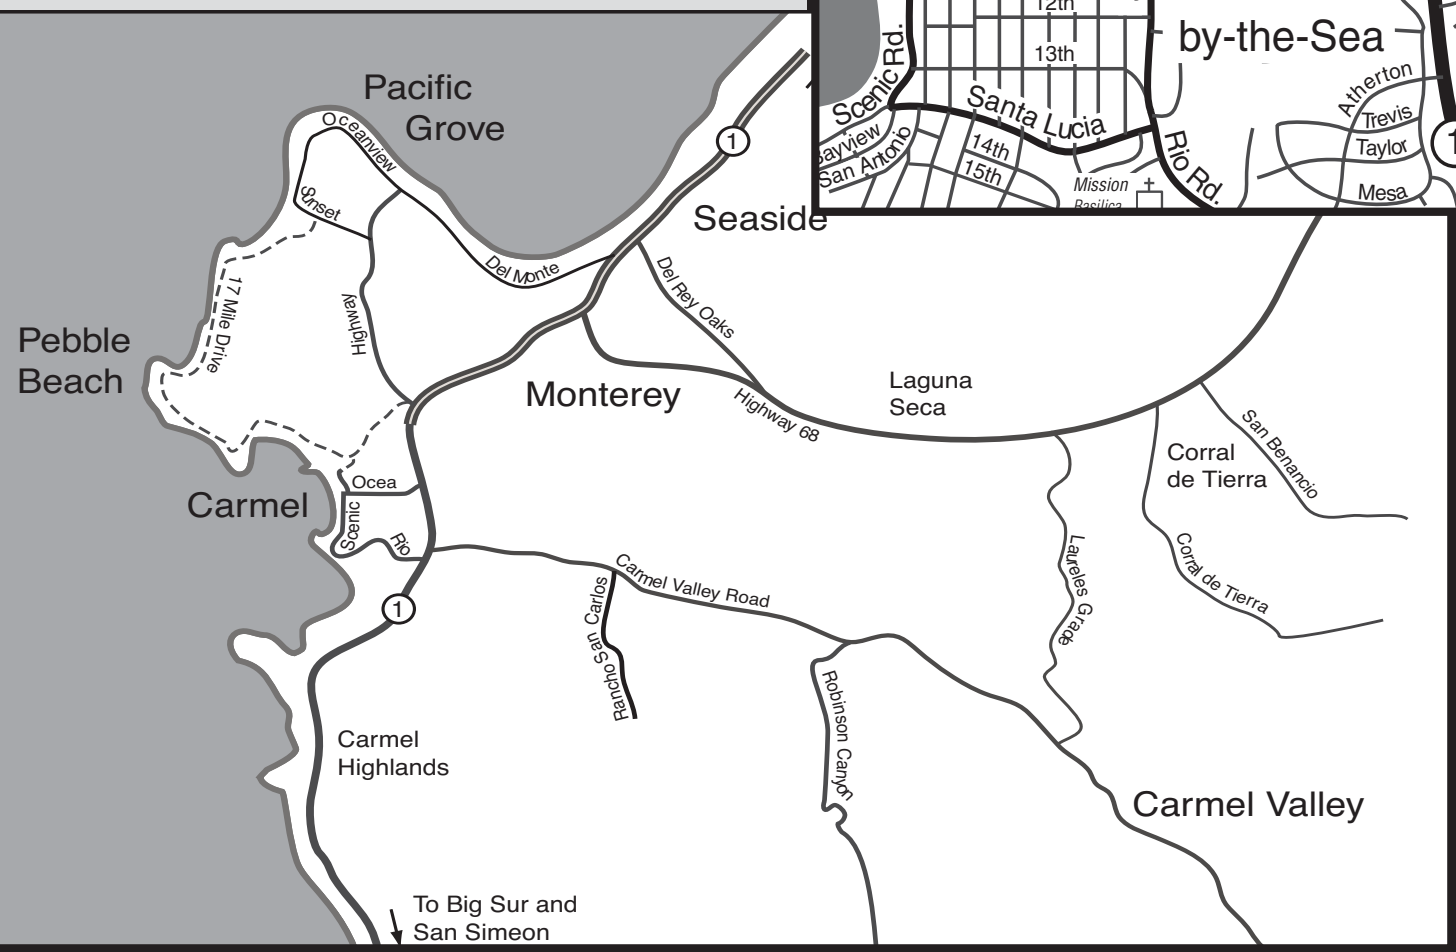 12th
by-the-Sea
13th
Scenic Rd.
Santa Lucia
Atherton
Trevis
Taylor
Mesa
Bayview
San Antonio
14th
15th
Rio Rd.
Mission
Basilica
1
1
Pacific
Grove
Oceanview
Sunset
Seaside
Del Monte
Del Rey Oaks
17 Mile Drive
Highway
Pebble
Beach
Monterey
Laguna
Seca
Highway 68
San Benancio
Corral
de Tierra
Carmel
Ocea
Scenic
Rio
Laureles Grade
Corral de Tierra
Carmel Valley Road
Rancho San Carlos
1
Robinson Canyon
Carmel
Highlands
Carmel Valley
To Big Sur and
San Simeon